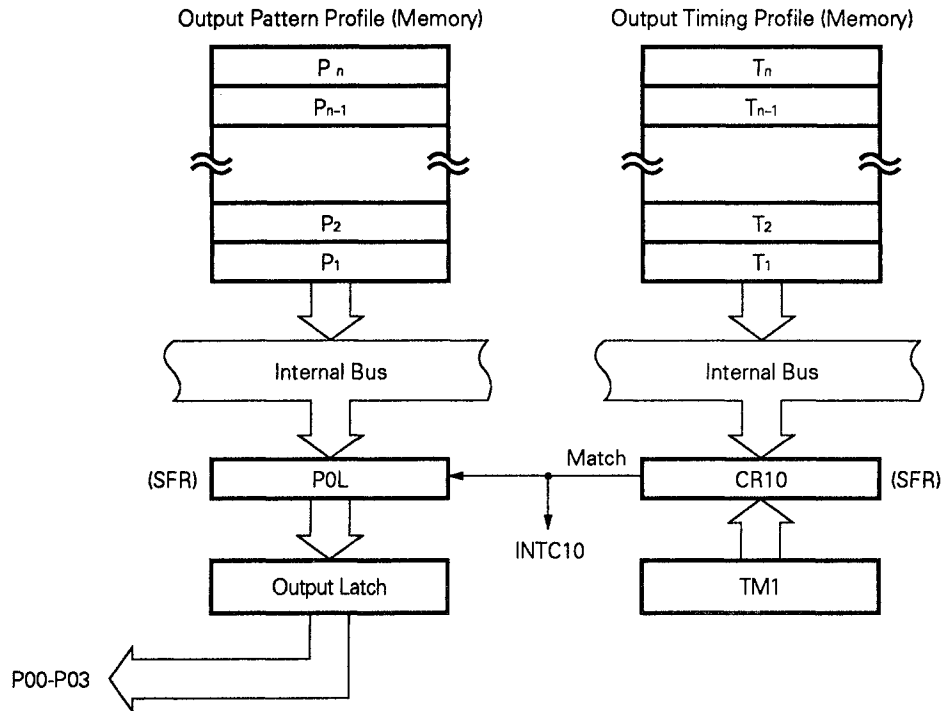 Output Pattern Profile (Memory)
Output Timing Profile (Memory)
Pn
Tn
Pn-1
Tn-1
P2
T2
P1
T1
Internal Bus
Internal Bus
Match
(SFR)
P0L
CR10
(SFR)
INTC10
Output Latch
TM1
P00-P03